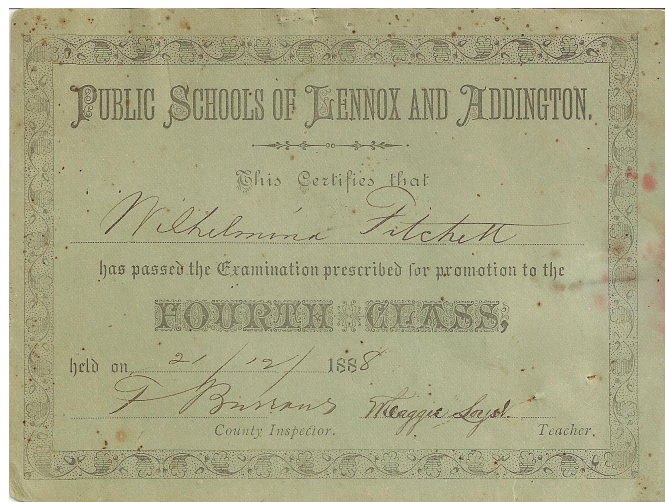 PUBLIC SCHOOLS OF LENNOX AND ADDINGTON.
This Certifies that
Wilhelmina Fitchett
has passed the Examination prescribed for promotion to the
FOURTH CLASS,
held on 21/12/ 1888
F Burrows Maggie
County Inspector. Teacher.